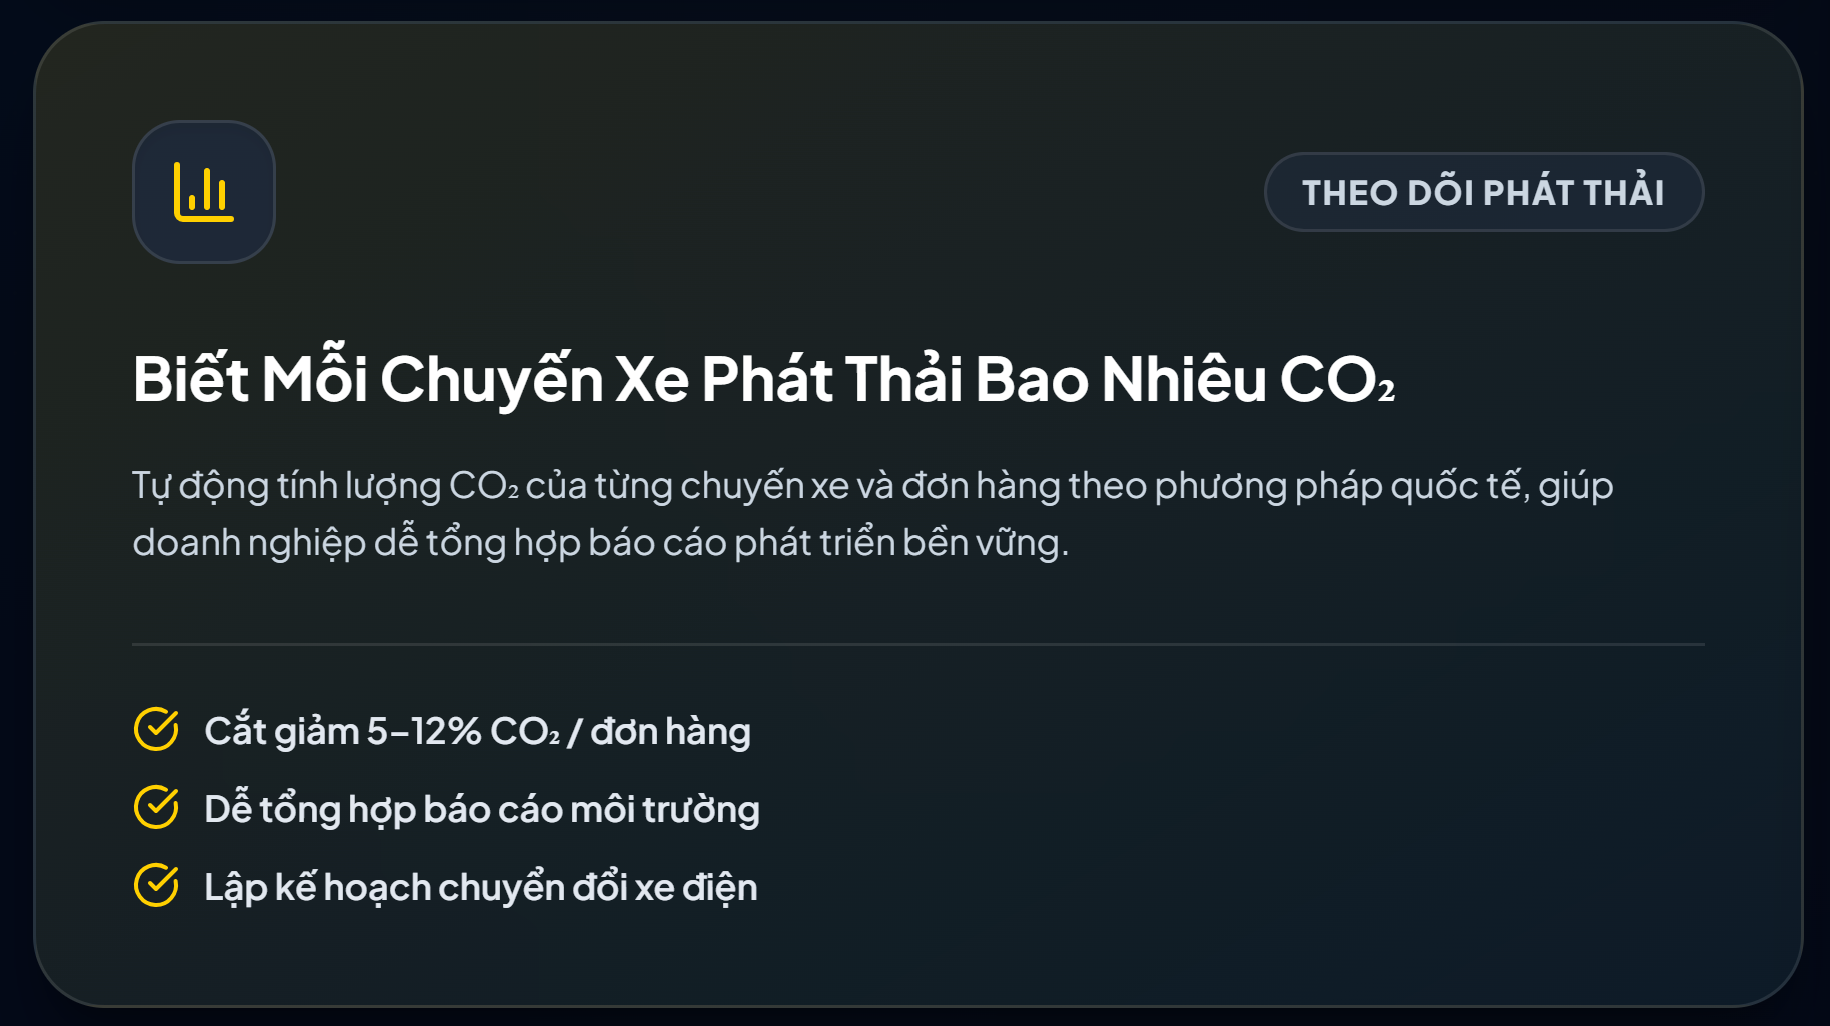 THEO DÕI PHÁT THẢI
Biết Mỗi Chuyến Xe Phát Thải Bao Nhiêu CO₂
Tự động tính lượng CO₂ của từng chuyến xe và đơn hàng theo phương pháp quốc tế, giúp
doanh nghiệp dễ tổng hợp báo cáo phát triển bền vững.
Cắt giảm 5–12% CO₂ / đơn hàng
Dễ tổng hợp báo cáo môi trường
Lập kế hoạch chuyển đổi xe điện